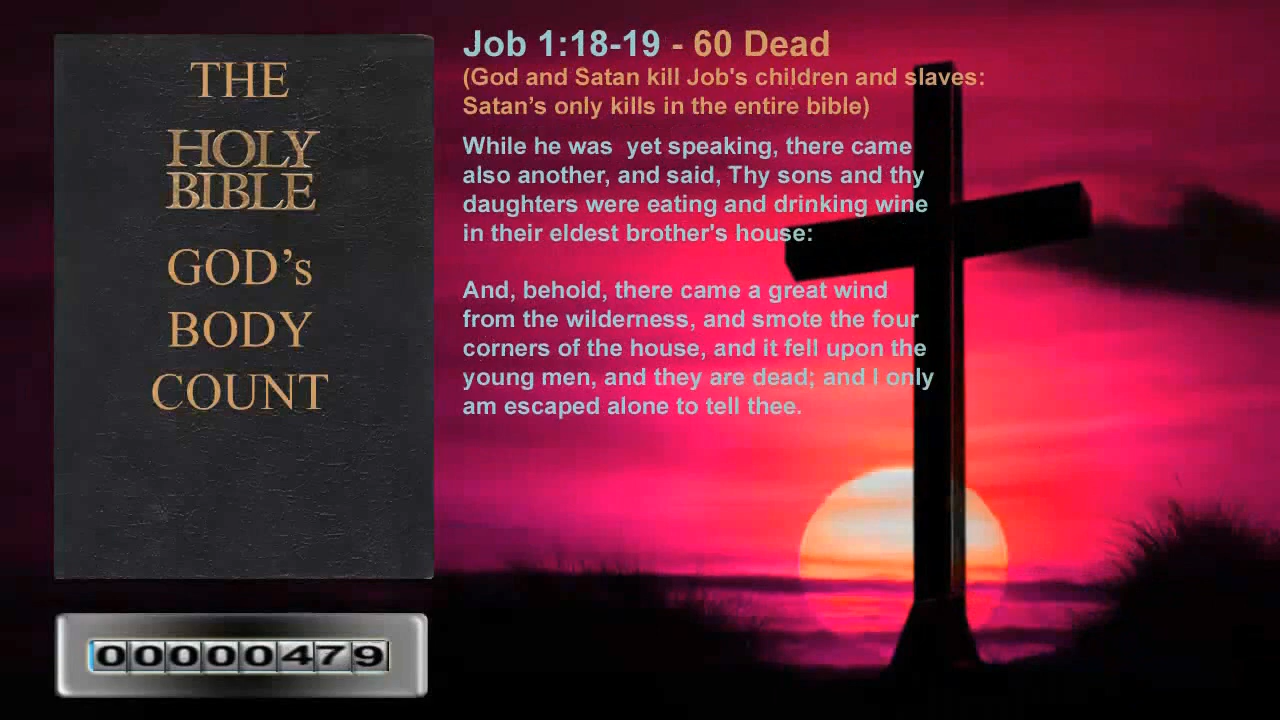 THE
HOLY
BIBLE
GOD’s
BODY
COUNT
00000479
Job 1:18-19 - 60 Dead
(God and Satan kill Job's children and slaves:
Satan’s only kills in the entire bible)
While he was  yet speaking, there came
also another, and said, Thy sons and thy
daughters were eating and drinking wine
in their eldest brother's house:
And, behold, there came a great wind
from the wilderness, and smote the four
corners of the house, and it fell upon the
young men, and they are dead; and I only
am escaped alone to tell thee.